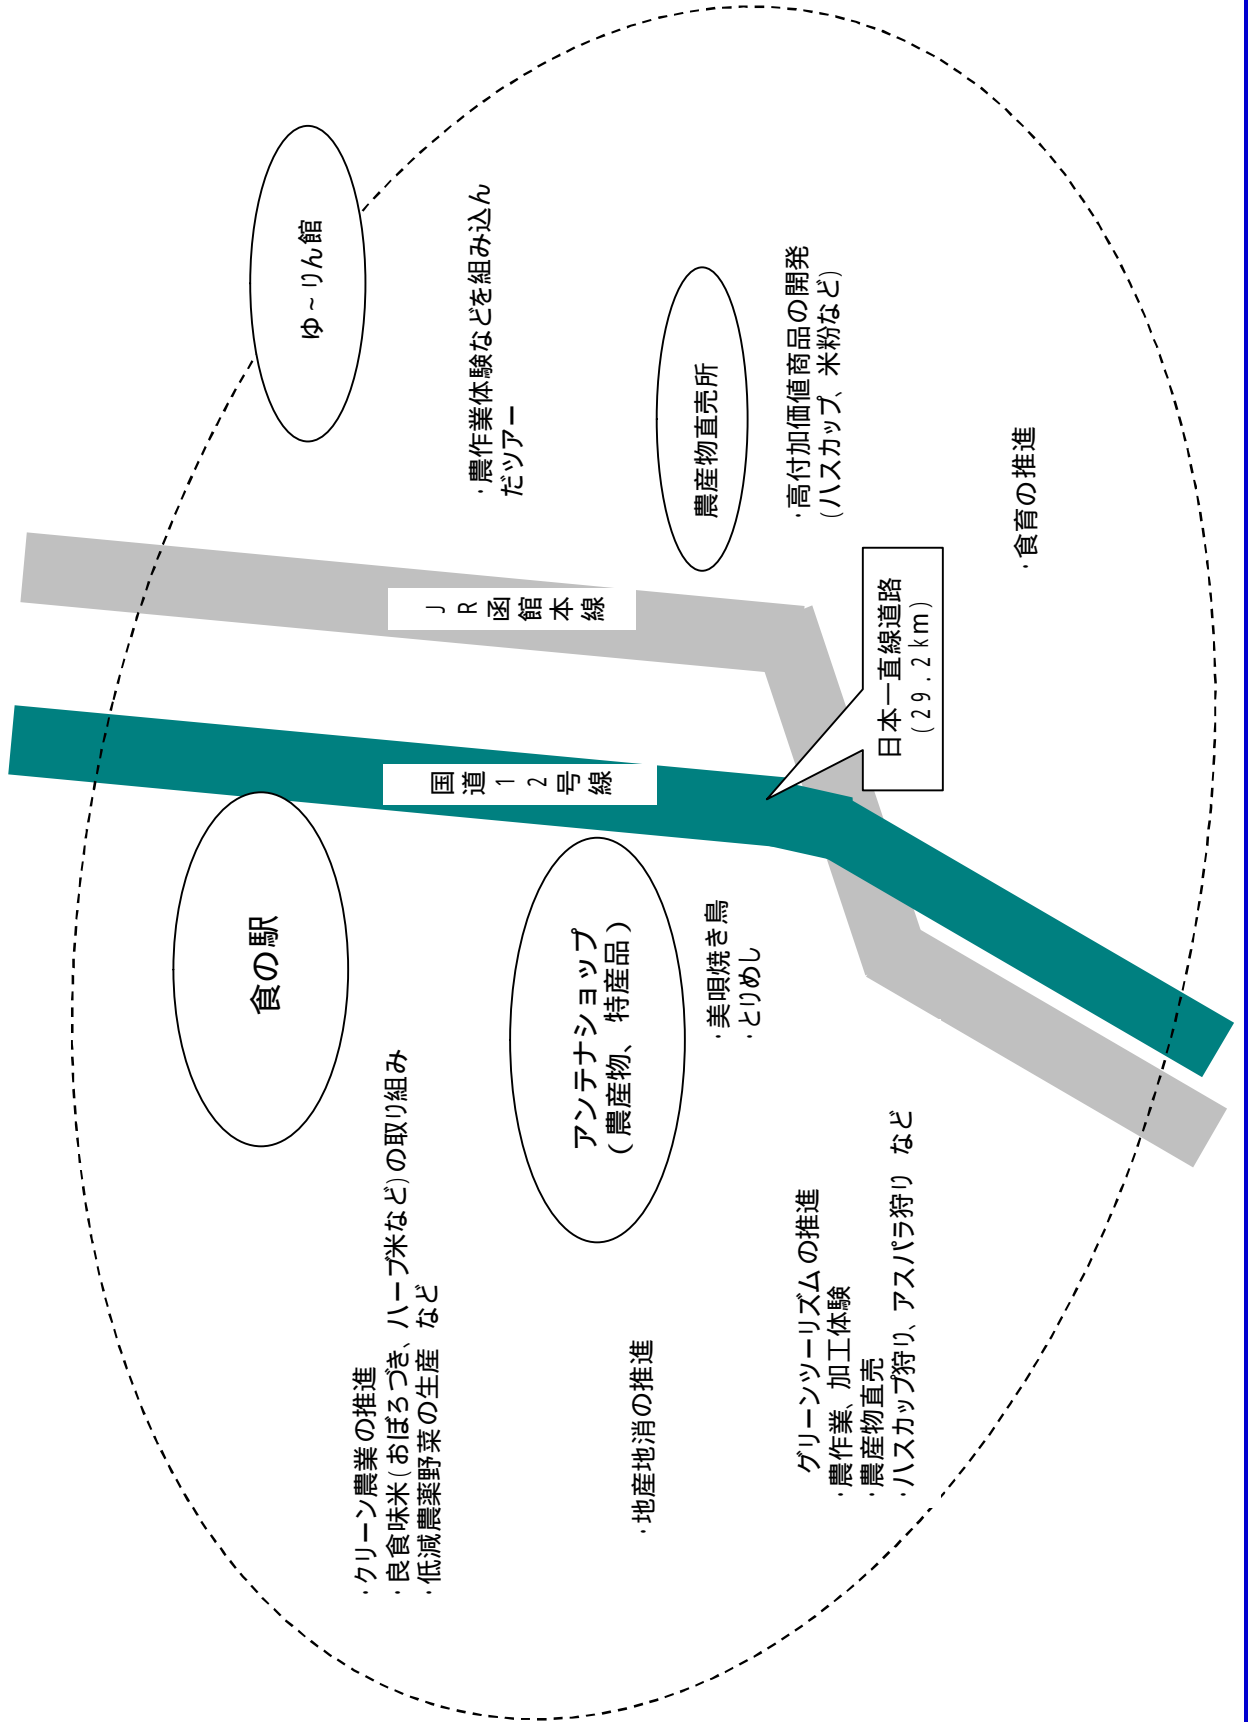 ・クリーン農業の推進
・良食味米(おぼろづき、ハーブ米など)の取り組み
・低減農薬野菜の生産 など
食の駅
ゆ~りん館
・農作業体験などを組み込ん
だツアー
国道12号線
JR函館本線
アンテナショップ
(農産物、特産品)
・地産地消の推進
・美唄焼き鳥
・とりめし
農産物直売所
・高付加価値商品の開発
(ハスカップ、米粉など)
グリーンツーリズムの推進
・農作業、加工体験
・農産物直売
・ハスカップ狩り、アスパラ狩り など
日本一直線道路
(29.2km)
・食育の推進